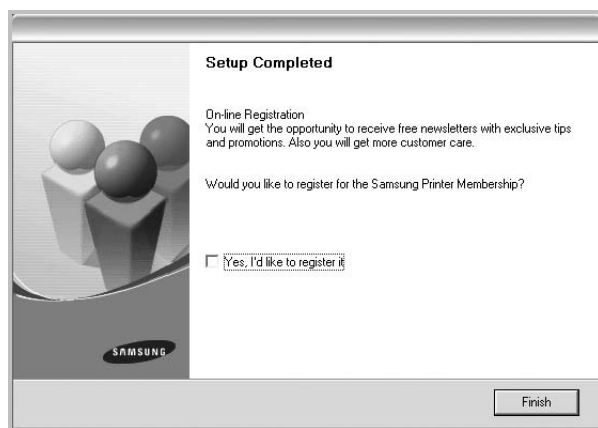 Setup Completed
On-line Registration
You will get the opportunity to receive free newsletters with exclusive tips
and promotions. Also you will get more customer care.
Would you like to register for the Samsung Printer Membership?
Yes, I'd like to register it
SAMSUNG
Finish